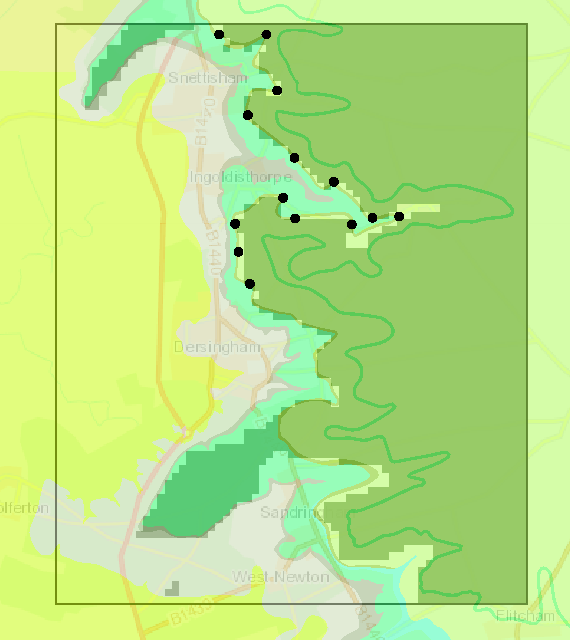 Snettisham
B1440
Ingoldisthorpe
B1440
Dersingham
olferton
Sandring
West Newton
B1439
B1440
Flitcham